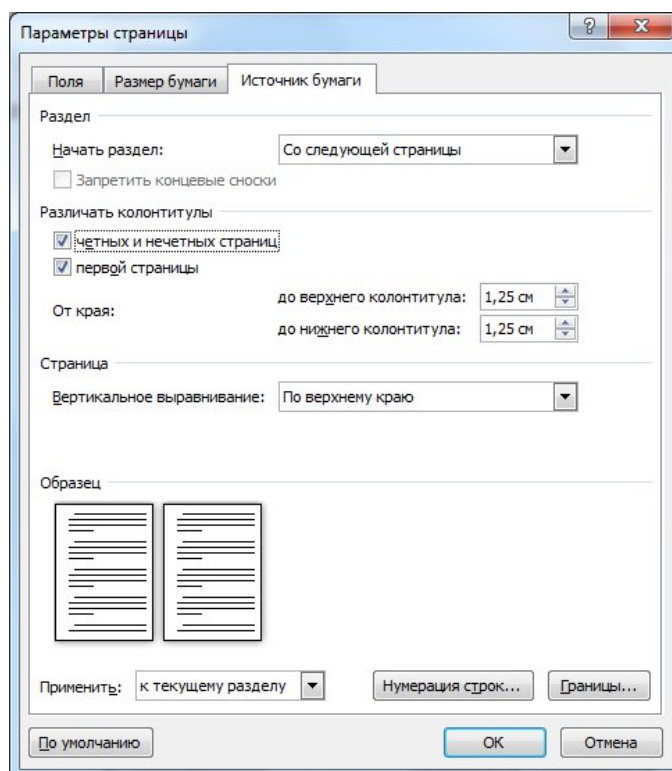 Параметры страницы
Поля Размер бумаги Источник бумаги
Раздел
Начать раздел: Со следующей страницы
Запретить концевые сноски
Различать колонтитулы
четных и нечетных страниц
первой страницы
От края:
до верхнего колонтитула: 1,25 см
до нижнего колонтитула: 1,25 см
Страница
Вертикальное выравнивание: По верхнему краю
Образец
Применить: к текущему разделу Нумерация строк... Границы...
По умолчанию ОК Отмена